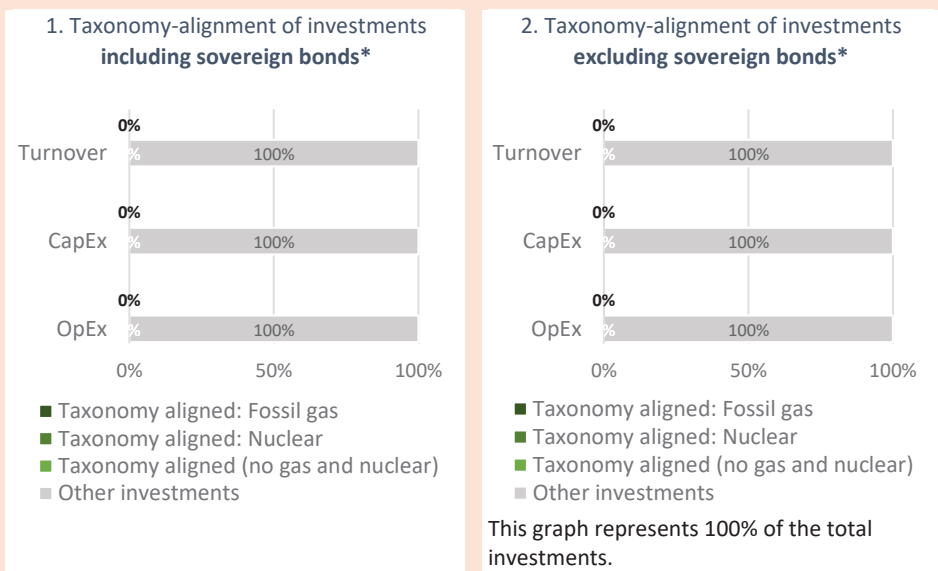 1. Taxonomy-alignment of investments
including sovereign bonds*
0%
Turnover
%
100%
0%
CapEx
%
100%
0%
OpEx
%
100%
0%
50%
100%
Taxonomy aligned: Fossil gas
Taxonomy aligned: Nuclear
Taxonomy aligned (no gas and nuclear)
Other investments
2. Taxonomy-alignment of investments
excluding sovereign bonds*
0%
Turnover
%
100%
0%
CapEx
%
100%
0%
OpEx
%
100%
0%
50%
100%
Taxonomy aligned: Fossil gas
Taxonomy aligned: Nuclear
Taxonomy aligned (no gas and nuclear)
Other investments
This graph represents 100% of the total
investments.